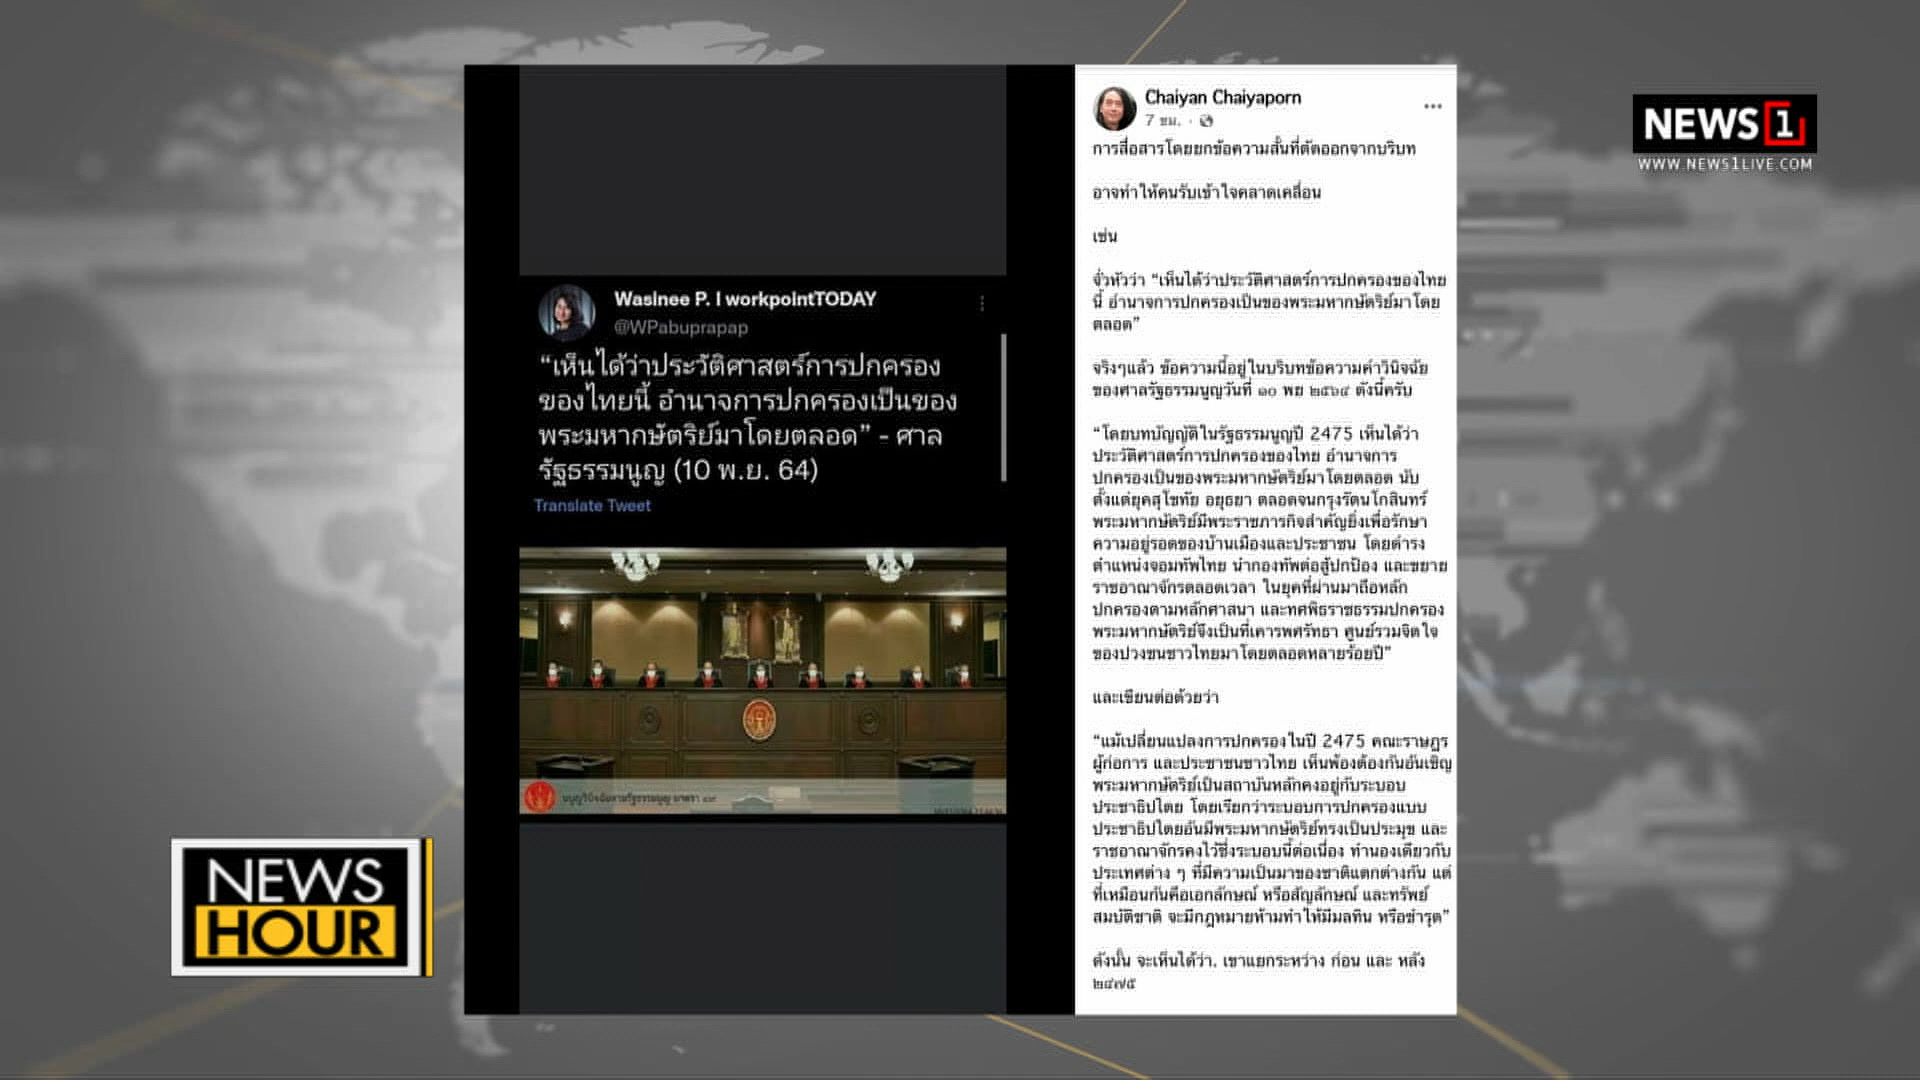 Wasinee P. I workpointTODAY
@WPabuprapap
“เห็นได้ว่าประวัติศาสตร์การปกครอง
ของไทยนี้ อำนาจการปกครองเป็นของ
พระมหากษัตริย์มาโดยตลอด” - ศาล
รัฐธรรมนูญ (10 พ.ย. 64)
Translate Tweet
Chaiyan Chaiyaporn
7 ชม.
การสื่อสารโดยยกข้อความสั้นที่ตัดออกจากบริบท
อาจทำให้คนรับเข้าใจคลาดเคลื่อน
เช่น
จั่วหัวว่า “เห็นได้ว่าประวัติศาสตร์การปกครองของไทย
นี้ อำนาจการปกครองเป็นของพระมหากษัตริย์มาโดย
ตลอด”
จริงๆแล้ว ข้อความนี้อยู่ในบริบทข้อความคำวินิจฉัย
ของศาลรัฐธรรมนูญวันที่ ๑๐ พย ๒๕๖๔ ดังนี้ครับ
“โดยบทบัญญัติในรัฐธรรมนูญปี 2475 เห็นได้ว่า
ประวัติศาสตร์การปกครองของไทย อำนาจการ
ปกครองเป็นของพระมหากษัตริย์มาโดยตลอด นับ
ตั้งแต่ยุคสุโขทัย อยุธยา ตลอดจนกรุงรัตนโกสินทร์
พระมหากษัตริย์มีพระราชภารกิจสำคัญยิ่งเพื่อรักษา
ความอยู่รอดของบ้านเมืองและประชาชน โดยดำรง
ตำแหน่งจอมทัพไทย นำกองทัพต่อสู้ปกป้อง และขยาย
ราชอาณาจักรตลอดเวลา ในยุคที่ผ่านมาถือหลัก
ปกครองตามหลักศาสนา และทศพิธราชธรรมปกครอง
พระมหากษัตริย์จึงเป็นที่เคารพศรัทธา ศูนย์รวมจิตใจ
ของปวงชนชาวไทยมาโดยตลอดหลายร้อยปี”
และเขียนต่อด้วยว่า
“แม้เปลี่ยนแปลงการปกครองในปี 2475 คณะราษฎร
ผู้ก่อการ และประชาชนชาวไทย เห็นพ้องต้องกันอันเชิญ
พระมหากษัตริย์เป็นสถาบันหลักคงอยู่กับระบอบ
ประชาธิปไตย โดยเรียกว่าระบอบการปกครองแบบ
ประชาธิปไตยอันมีพระมหากษัตริย์ทรงเป็นประมุข และ
ราชอาณาจักรคงไว้ซึ่งระบอบนี้ต่อเนื่อง ทำนองเดียวกับ
ประเทศต่าง ๆ ที่มีความเป็นมาของชาติแตกต่างกัน แต่
ที่เหมือนกันคือเอกลักษณ์ หรือสัญลักษณ์ และทรัพย์
สมบัติชาติ จะมีกฎหมายห้ามทำให้มีมลทิน หรือชำรุด”
ดังนั้น จะเห็นได้ว่า. เขาแยกระหว่าง ก่อน และ หลัง
๒๔๗๕
NEWS 1
WWW.NEWS1LIVE.COM
NEWS
HOUR